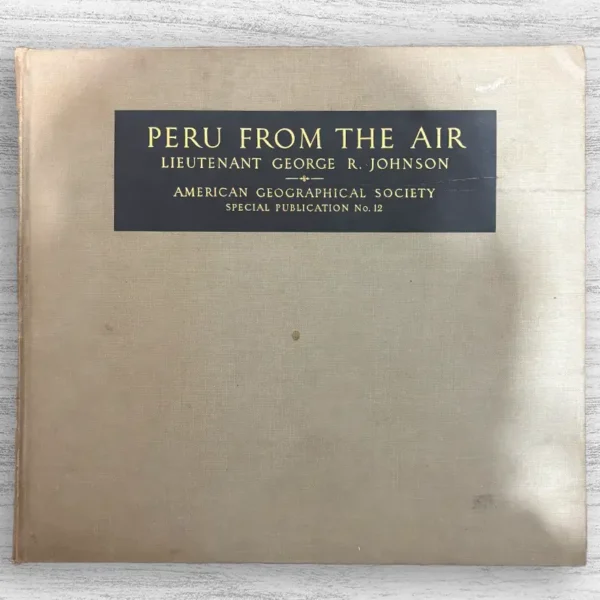 PERU FROM THE AIR
LIEUTENANT GEORGE R. JOHNSON
AMERICAN GEOGRAPHICAL SOCIETY
SPECIAL PUBLICATION No. 12